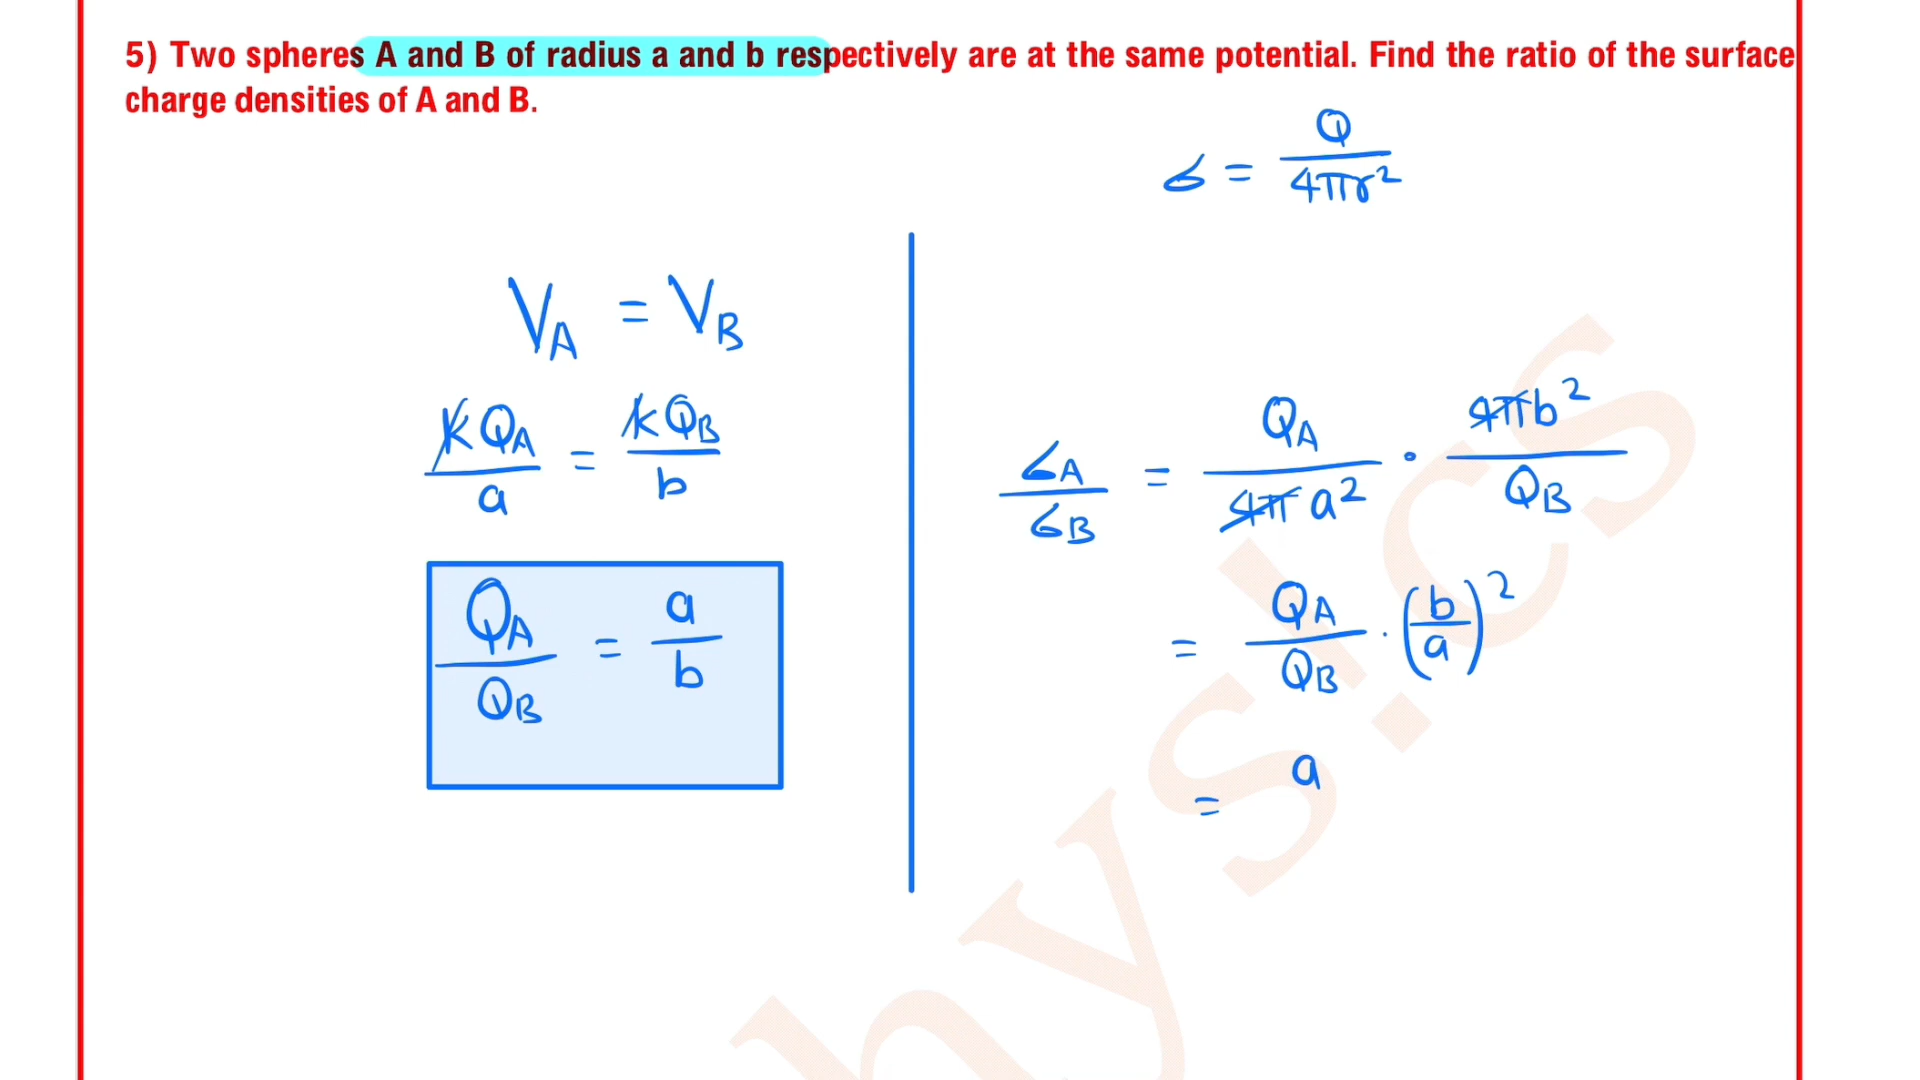 5) Two spheres A and B of radius a and b respectively are at the same potential. Find the ratio of the surface
charge densities of A and B.
σ = Q / 4πr²
V_A = V_B
kQ_A / a = kQ_B / b
Q_A / Q_B = a / b
σ_A / σ_B = Q_A / 4πa² · 4πb² / Q_B
= Q_A / Q_B · (b / a)²
= a
hys:cs